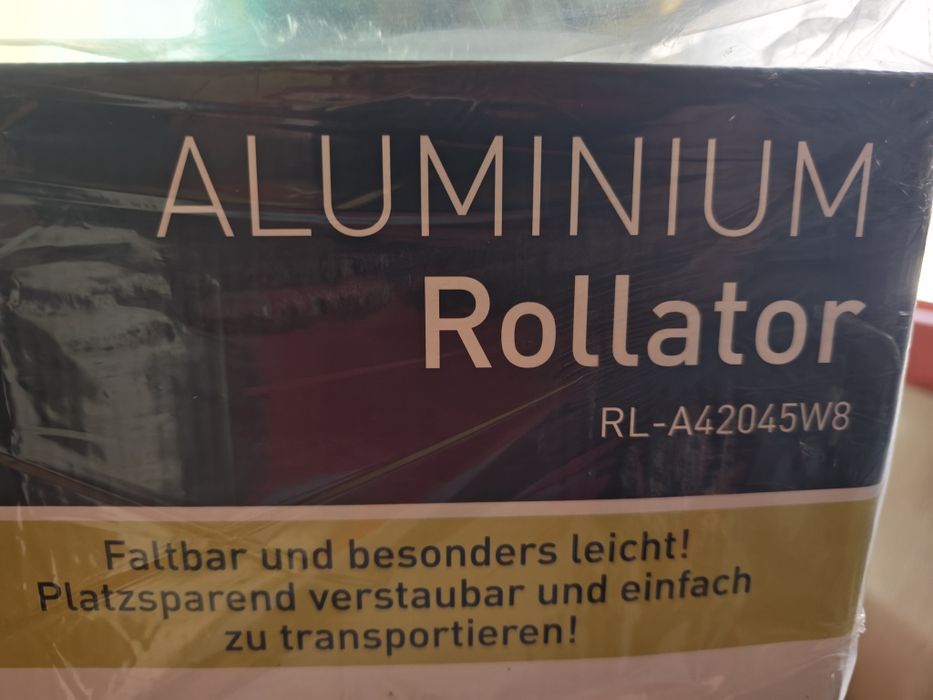 ALUMINIUM
Rollator
RL-A42045W8
Faltbar und besonders leicht!
Platzsparend verstaubar und einfach
zu transportieren!